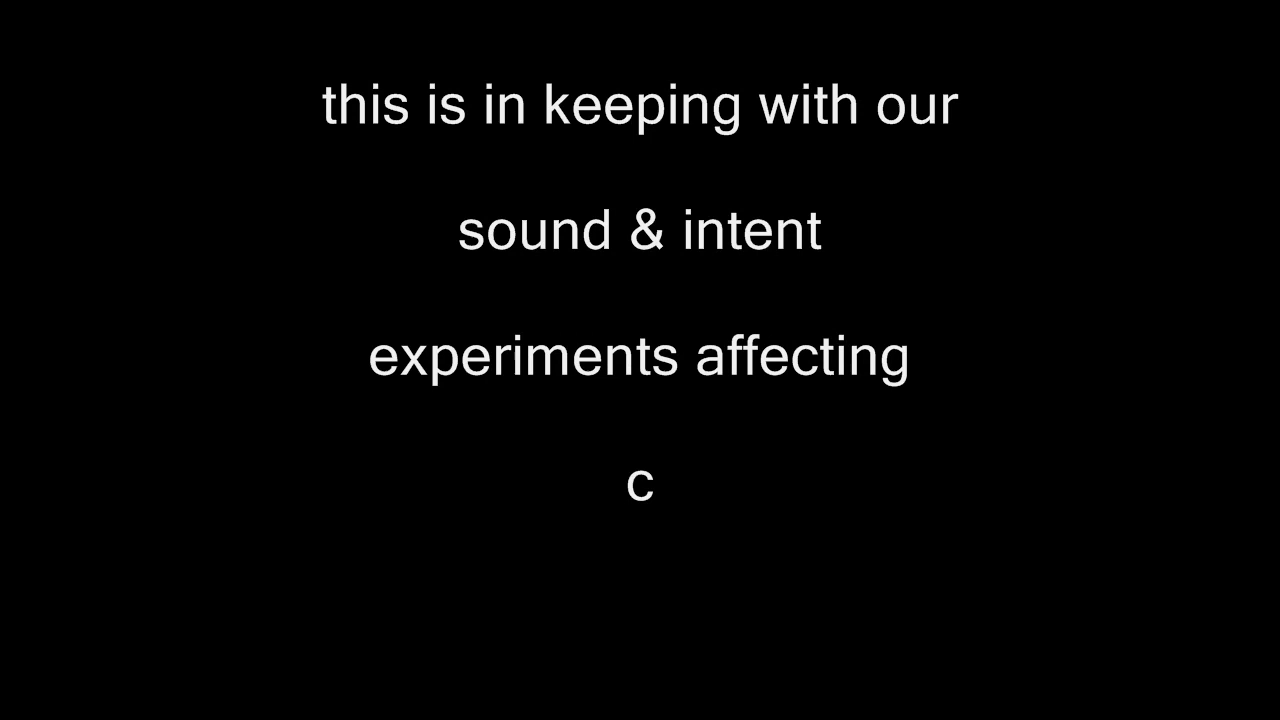 this is in keeping with our
sound & intent
experiments affecting
c